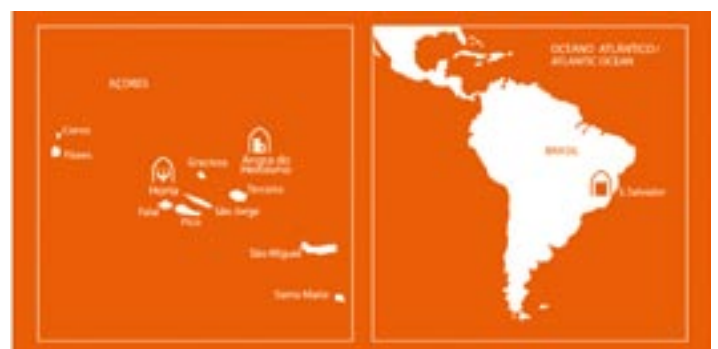 AÇORES
Corvo
Flores
Graciosa
Angra do
Heroísmo
Horta
Terceira
Faial
São Jorge
Pico
São Miguel
Santa Maria
OCEANO ATLÂNTICO /
ATLANTIC OCEAN
BRASIL
S. Salvador